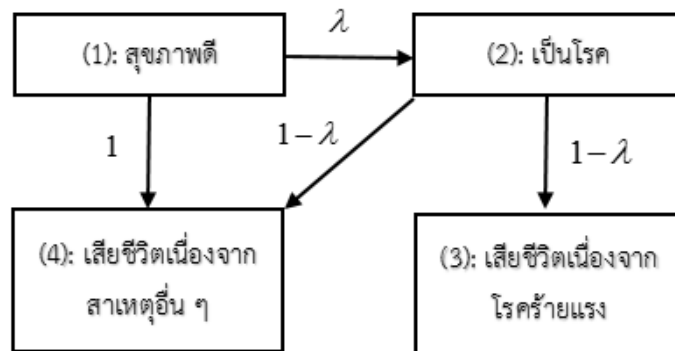 λ
(1): สุขภาพดี
(2): เป็นโรค
1
1−λ
1−λ
(4): เสียชีวิตเนื่องจาก
สาเหตุอื่น ๆ
(3): เสียชีวิตเนื่องจาก
โรคร้ายแรง